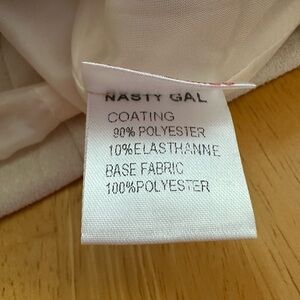 NASTY GAL
COATING
90% POLYESTER
10%ELASTHANNE
BASE FABRIC
100%POLYESTER